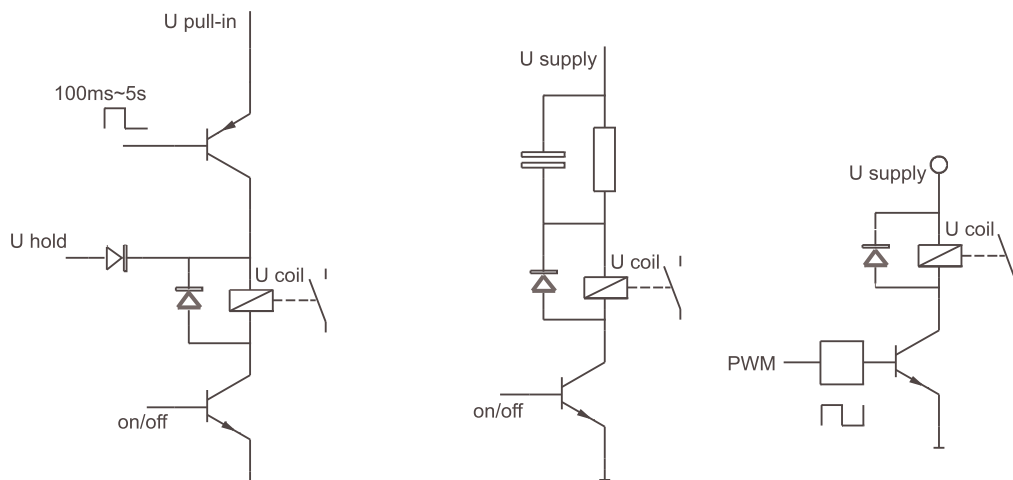 U pull-in
100ms~5s
U hold
U coil
on/off
U supply
U coil
on/off
U supply
U coil
PWM